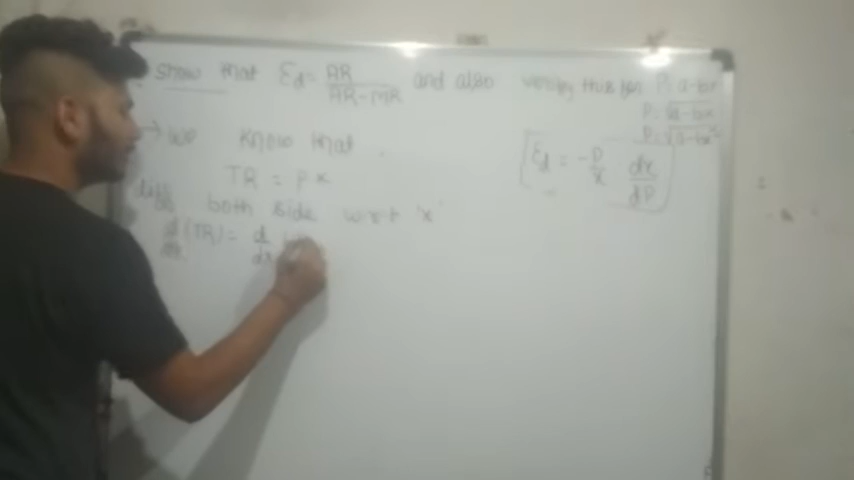 show that Ed = AR/AR-MR and also verify this for P = a-bx
P = √a-bx
P = √a-bx²
→ we know that
Ed = -P/x dx/dP
TR = P x
diff both side w.r.t 'x'
d/dx (TR) = d/dx